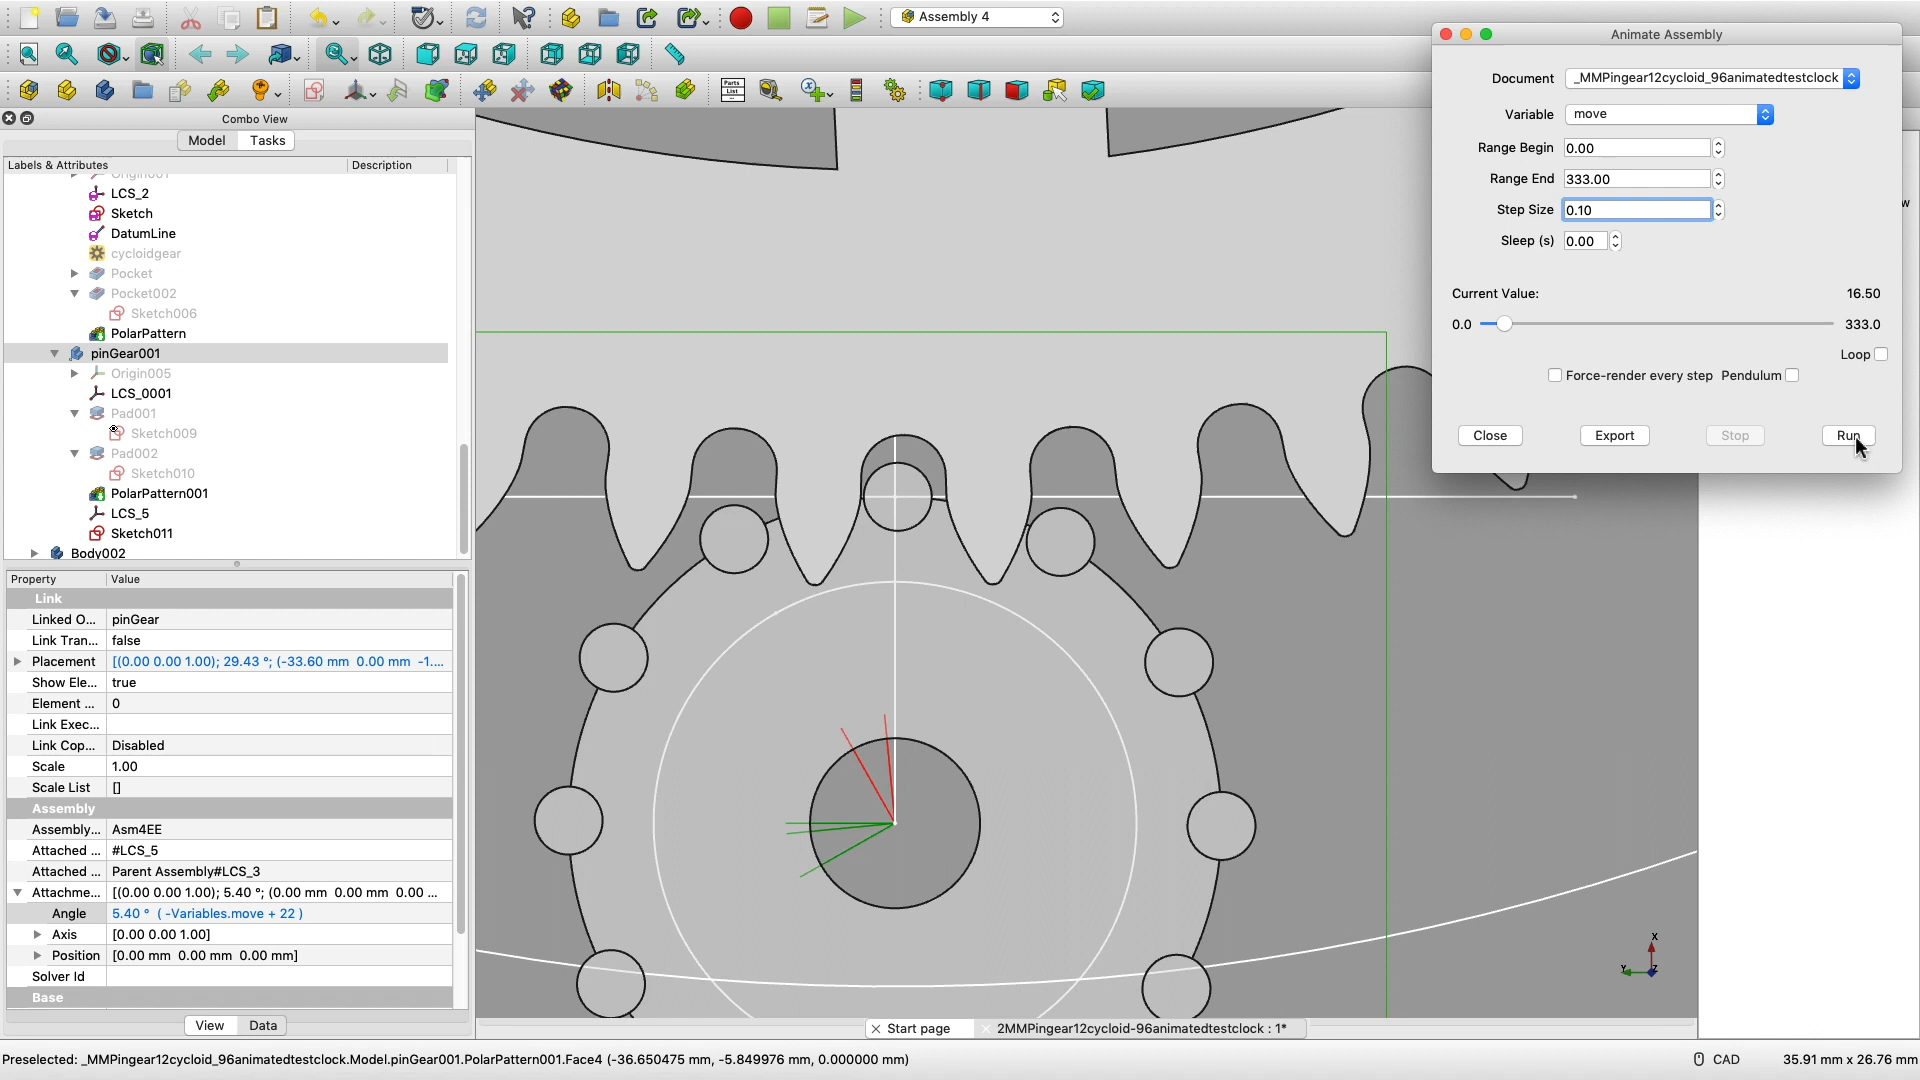 Assembly 4
Animate Assembly
Document _MMPingear12cycloid_96animatedtestclock
Variable move
Range Begin 0.00
Range End 333.00
Step Size 0.10
Sleep (s) 0.00
Current Value: 16.50
0.0 333.0
Loop
Force-render every step Pendulum
Close Export Stop Run
Parts
List
Combo View
Model Tasks
Labels & Attributes Description
Origin001
LCS_2
Sketch
DatumLine
cycloidgear
Pocket
Pocket002
Sketch006
PolarPattern
pinGear001
Origin005
LCS_0001
Pad001
Sketch009
Pad002
Sketch010
PolarPattern001
LCS_5
Sketch011
Body002
Property Value
Link
Linked O... pinGear
Link Tran... false
Placement [(0.00 0.00 1.00); 29.43 °; (-33.60 mm 0.00 mm -1....
Show Ele... true
Element ... 0
Link Exec...
Link Cop... Disabled
Scale 1.00
Scale List []
Assembly
Assembly... Asm4EE
Attached ... #LCS_5
Attached ... Parent Assembly#LCS_3
Attachme... [(0.00 0.00 1.00); 5.40 °; (0.00 mm 0.00 mm 0.00 ...
Angle 5.40 ° ( -Variables.move + 22 )
Axis [0.00 0.00 1.00]
Position [0.00 mm 0.00 mm 0.00 mm]
Solver Id
Base
View Data
X
Y Z
w
Start page 2MMPingear12cycloid-96animatedtestclock : 1*
Preselected: _MMPingear12cycloid_96animatedtestclock.Model.pinGear001.PolarPattern001.Face4 (-36.650475 mm, -5.849976 mm, 0.000000 mm)
CAD 35.91 mm x 26.76 mm